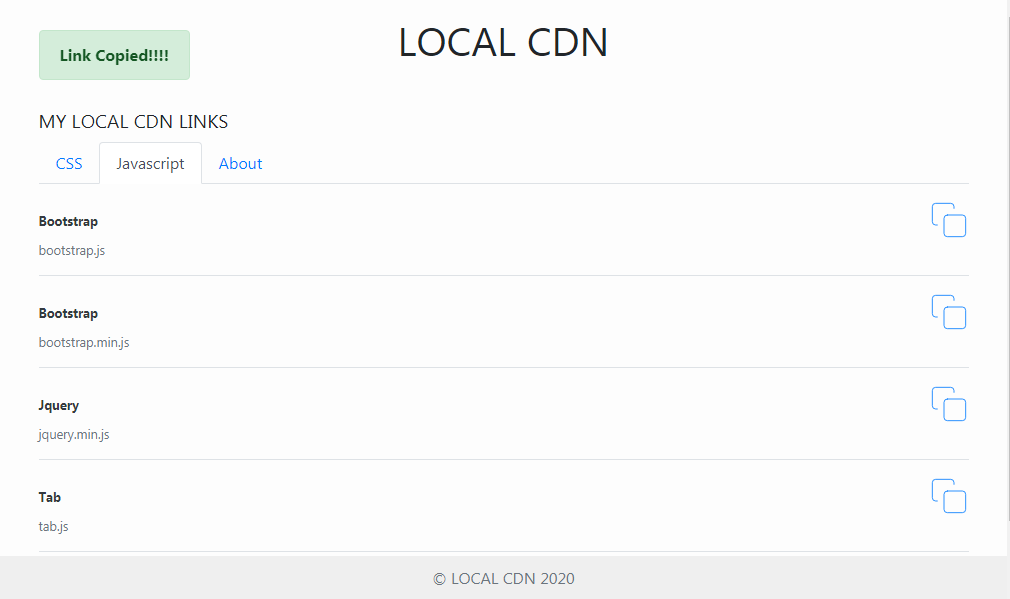 LOCAL CDN
Link Copied!!!!
MY LOCAL CDN LINKS
CSS Javascript About
Bootstrap
bootstrap.js
Bootstrap
bootstrap.min.js
Jquery
jquery.min.js
Tab
tab.js
© LOCAL CDN 2020